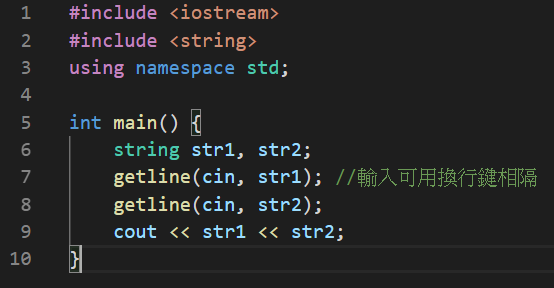 1 #include <iostream>
2 #include <string>
3 using namespace std;
4
5 int main() {
6 string str1, str2;
7 getline(cin, str1); //輸入可用換行鍵相隔
8 getline(cin, str2);
9 cout << str1 << str2;
10 }